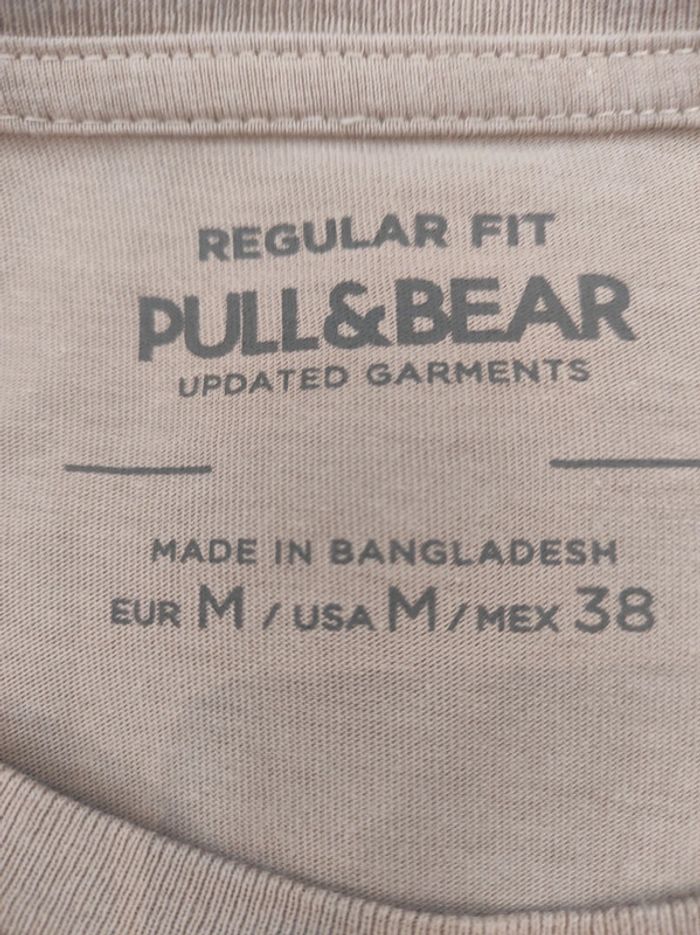 REGULAR FIT
PULL&BEAR
UPDATED GARMENTS
MADE IN BANGLADESH
EUR M / USA M / MEX 38